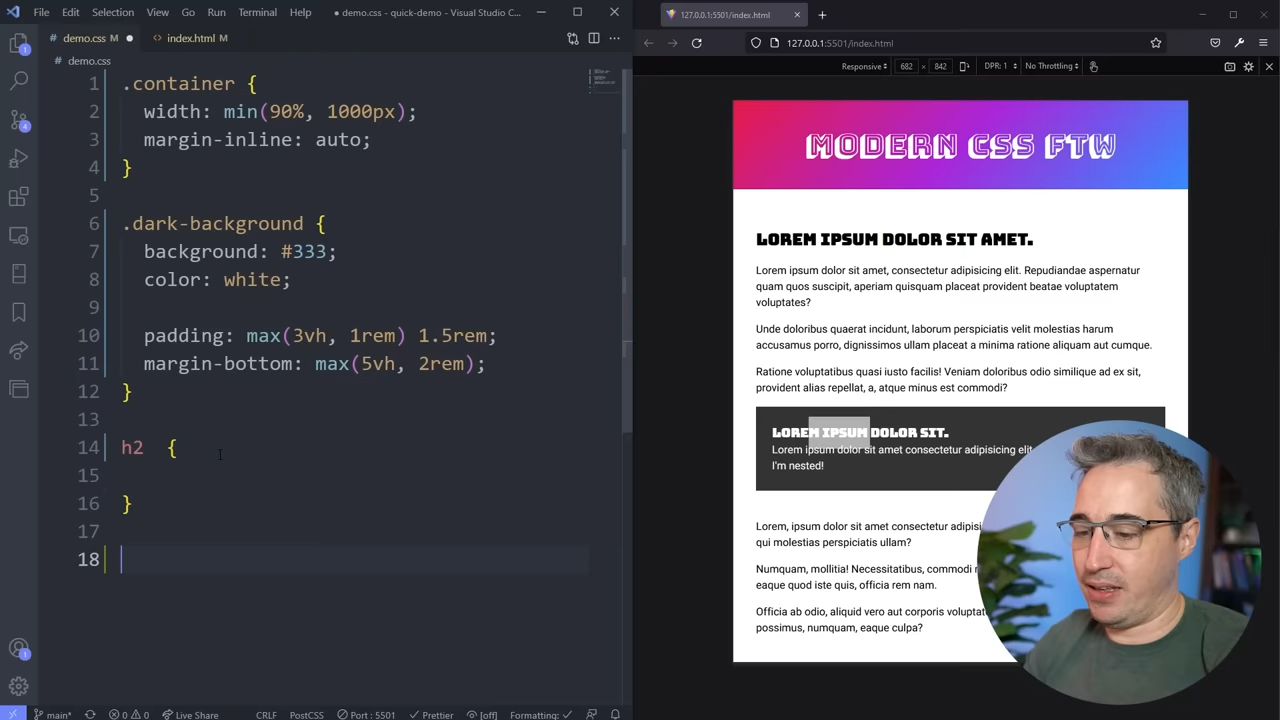 File Edit Selection View Go Run Terminal Help ● demo.css - quick-demo - Visual Studio C...
demo.css M ● <> index.html M
demo.css
1 .container {
2 width: min(90%, 1000px);
3 margin-inline: auto;
4 }
5
6 .dark-background {
7 background: #333;
8 color: white;
9
10 padding: max(3vh, 1rem) 1.5rem;
11 margin-bottom: max(5vh, 2rem);
12 }
13
14 h2 {
15
16 }
17
18
1
4
1
main* 0 0 Live Share CRLF PostCSS Port : 5501 Prettier [off] Formatting: ✓
127.0.0.1:5501/index.html
127.0.0.1:5501/index.html
Responsive 682 × 842 DPR: 1 No Throttling
MODERN CSS FTW
LOREM IPSUM DOLOR SIT AMET.
Lorem ipsum dolor sit amet, consectetur adipisicing elit. Repudiandae aspernatur
quam quos suscipit, aperiam quisquam placeat provident beatae voluptatem
voluptates?
Unde doloribus quaerat incidunt, laborum perspiciatis velit molestias harum
accusamus porro, dignissimos ullam placeat a minima ratione aliquam aut cumque.
Ratione voluptatibus quasi iusto facilis! Veniam doloribus odio similique ad ex sit,
provident alias repellat, a, atque minus est commodi?
LOREM IPSUM DOLOR SIT.
Lorem ipsum dolor sit amet consectetur adipisicing elit
I'm nested!
Lorem, ipsum dolor sit amet consectetur adipisi
qui molestias perspiciatis ullam?
Numquam, mollitia! Necessitatibus, commodi
eaque quod iste quis, officia rem nam.
Officia ab odio, aliquid vero aut corporis voluptat
possimus, numquam, eaque culpa?